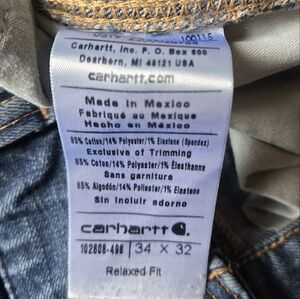 Carhartt, Inc. P. O. Box 600
Dearborn, MI 48121 USA
carhartt.com
Made in Mexico
Fabriqué au Mexique
Hecho en México
85% Cotton/14% Polyester/1% Elastane (Spandex)
Exclusive of Trimming
85% Coton/14% Polyester/1% Élasthanne
Sans garniture
85% Algodón/14% Poliester/1% Elastano
Sin incluir adorno
carhartt
102808-498 34 X 32
Relaxed Fit